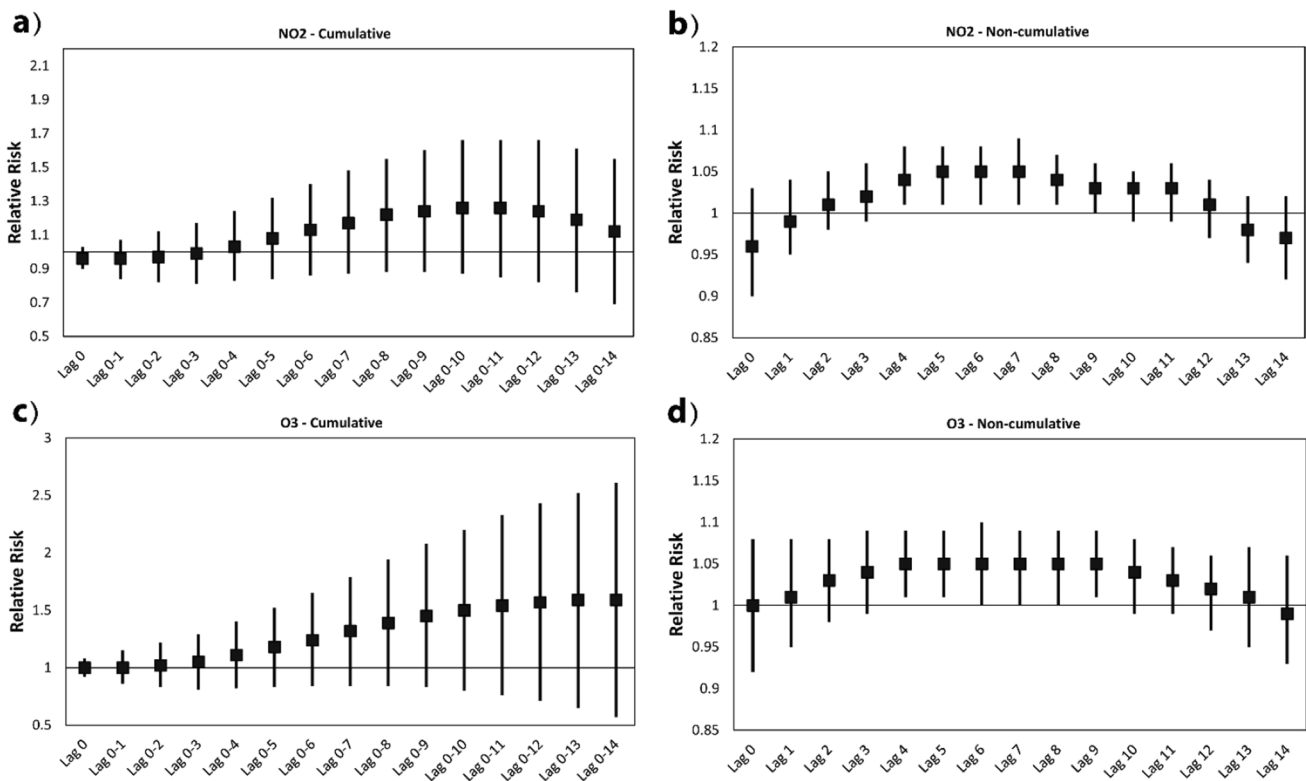 a)
NO2 - Cumulative
Relative Risk
2.1
1.9
1.7
1.5
1.3
1.1
0.9
0.7
0.5
Lag 0
Lag 0-1
Lag 0-2
Lag 0-3
Lag 0-4
Lag 0-5
Lag 0-6
Lag 0-7
Lag 0-8
Lag 0-9
Lag 0-10
Lag 0-11
Lag 0-12
Lag 0-13
Lag 0-14
b)
NO2 - Non-cumulative
Relative Risk
1.2
1.15
1.1
1.05
1
0.95
0.9
0.85
Lag 0
Lag 1
Lag 2
Lag 3
Lag 4
Lag 5
Lag 6
Lag 7
Lag 8
Lag 9
Lag 10
Lag 11
Lag 12
Lag 13
Lag 14
c)
O3 - Cumulative
Relative Risk
3
2.5
2
1.5
1
0.5
Lag 0
Lag 0-1
Lag 0-2
Lag 0-3
Lag 0-4
Lag 0-5
Lag 0-6
Lag 0-7
Lag 0-8
Lag 0-9
Lag 0-10
Lag 0-11
Lag 0-12
Lag 0-13
Lag 0-14
d)
O3 - Non-cumulative
Relative Risk
1.2
1.15
1.1
1.05
1
0.95
0.9
0.85
Lag 0
Lag 1
Lag 2
Lag 3
Lag 4
Lag 5
Lag 6
Lag 7
Lag 8
Lag 9
Lag 10
Lag 11
Lag 12
Lag 13
Lag 14